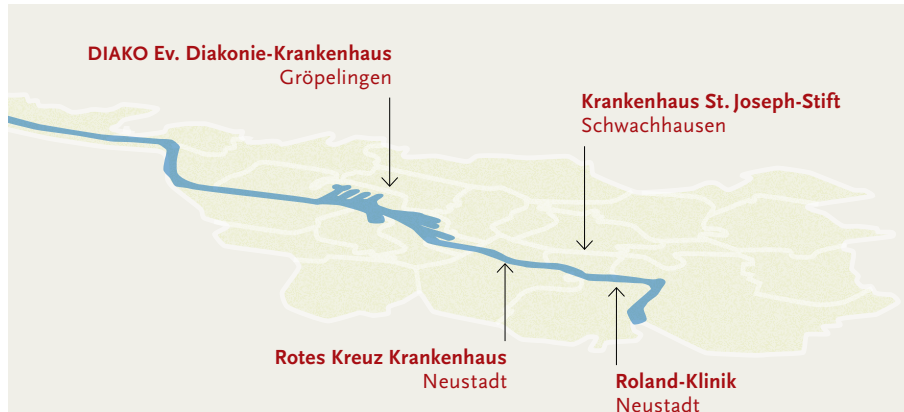 DIAKO Ev. Diakonie-Krankenhaus
Gröpelingen
Krankenhaus St. Joseph-Stift
Schwachhausen
Rotes Kreuz Krankenhaus
Neustadt
Roland-Klinik
Neustadt